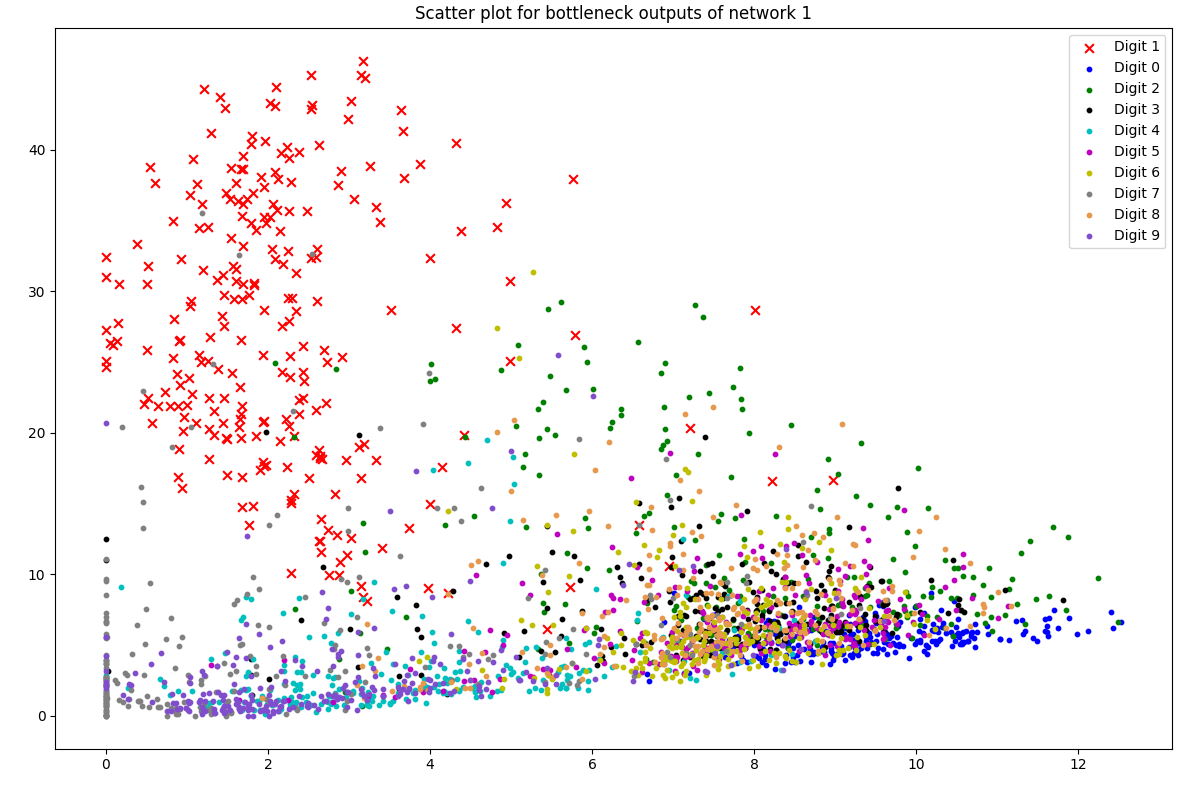 Scatter plot for bottleneck outputs of network 1
Digit 1
Digit 0
Digit 2
Digit 3
Digit 4
Digit 5
Digit 6
Digit 7
Digit 8
Digit 9
40
30
20
10
0
0 2 4 6 8 10 12